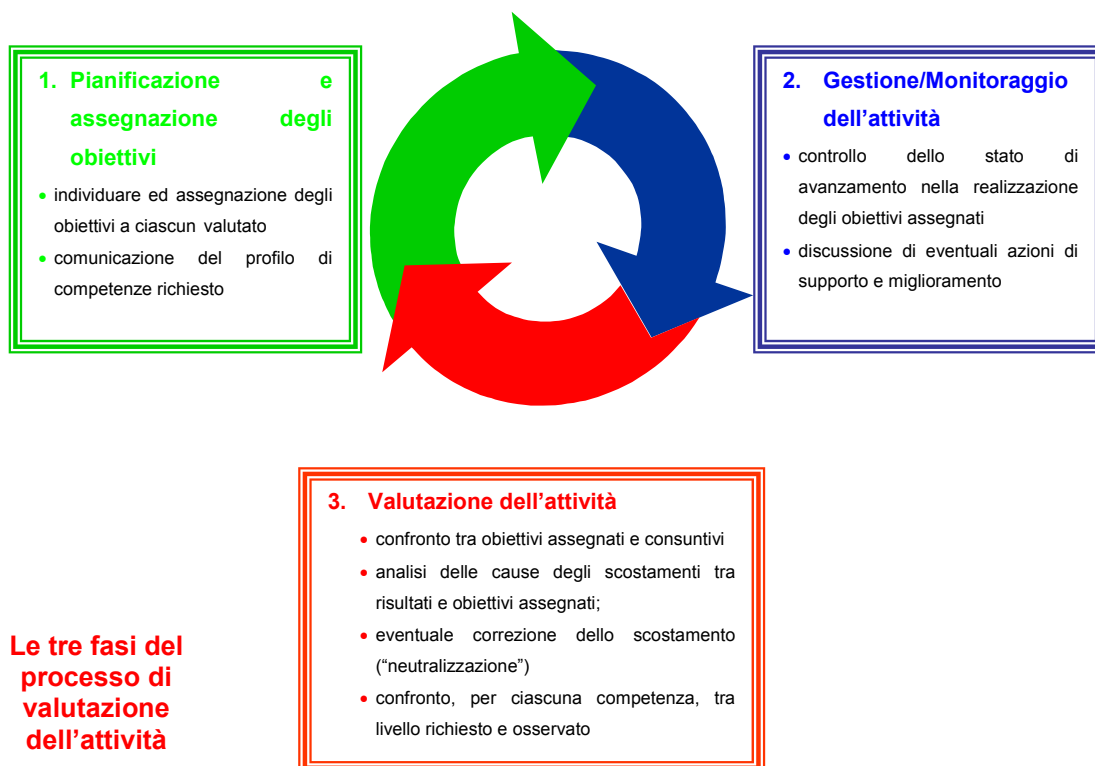 1. Pianificazione e
assegnazione degli
obiettivi
• individuare ed assegnazione degli
obiettivi a ciascun valutato
• comunicazione del profilo di
competenze richiesto
2. Gestione/Monitoraggio
dell’attività
• controllo dello stato di
avanzamento nella realizzazione
degli obiettivi assegnati
• discussione di eventuali azioni di
supporto e miglioramento
3. Valutazione dell’attività
• confronto tra obiettivi assegnati e consuntivi
• analisi delle cause degli scostamenti tra
risultati e obiettivi assegnati;
• eventuale correzione dello scostamento
(“neutralizzazione”)
• confronto, per ciascuna competenza, tra
livello richiesto e osservato
Le tre fasi del
processo di
valutazione
dell’attività